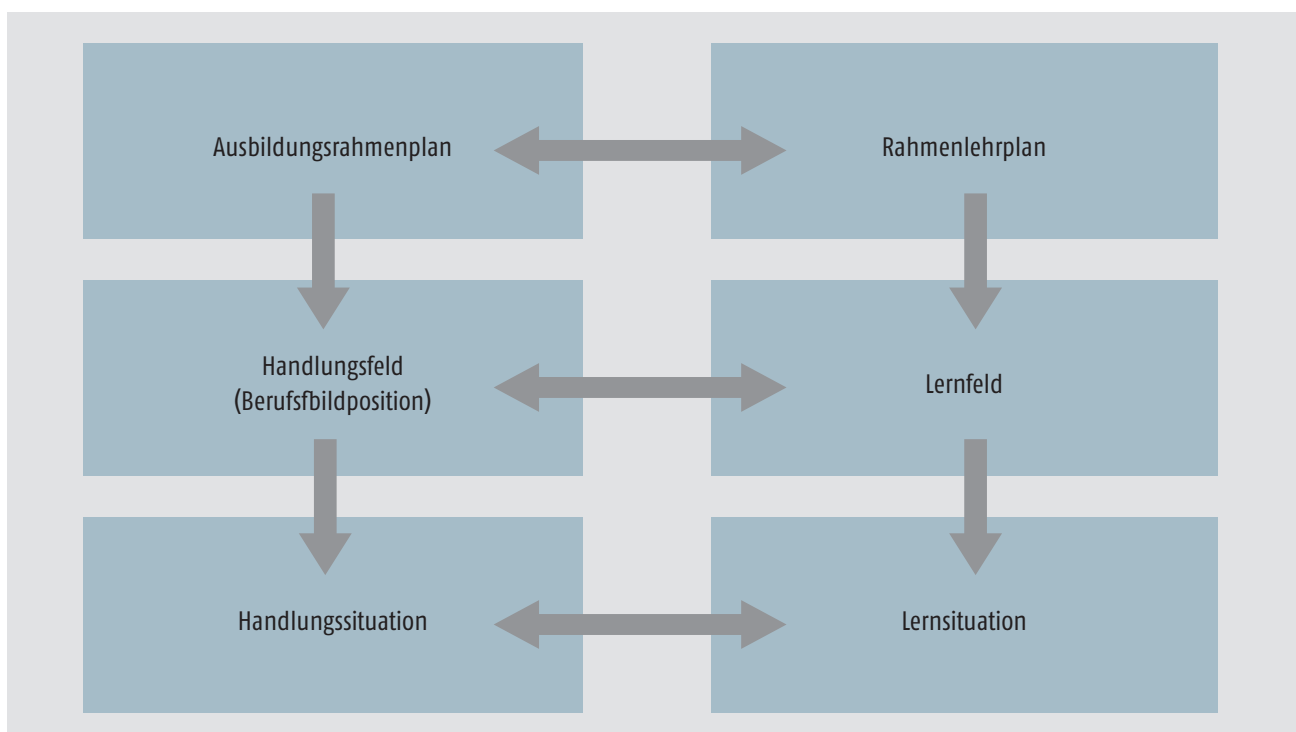 Ausbildungsrahmenplan
Rahmenlehrplan
Handlungsfeld
(Berufsfbildposition)
Lernfeld
Handlungssituation
Lernsituation